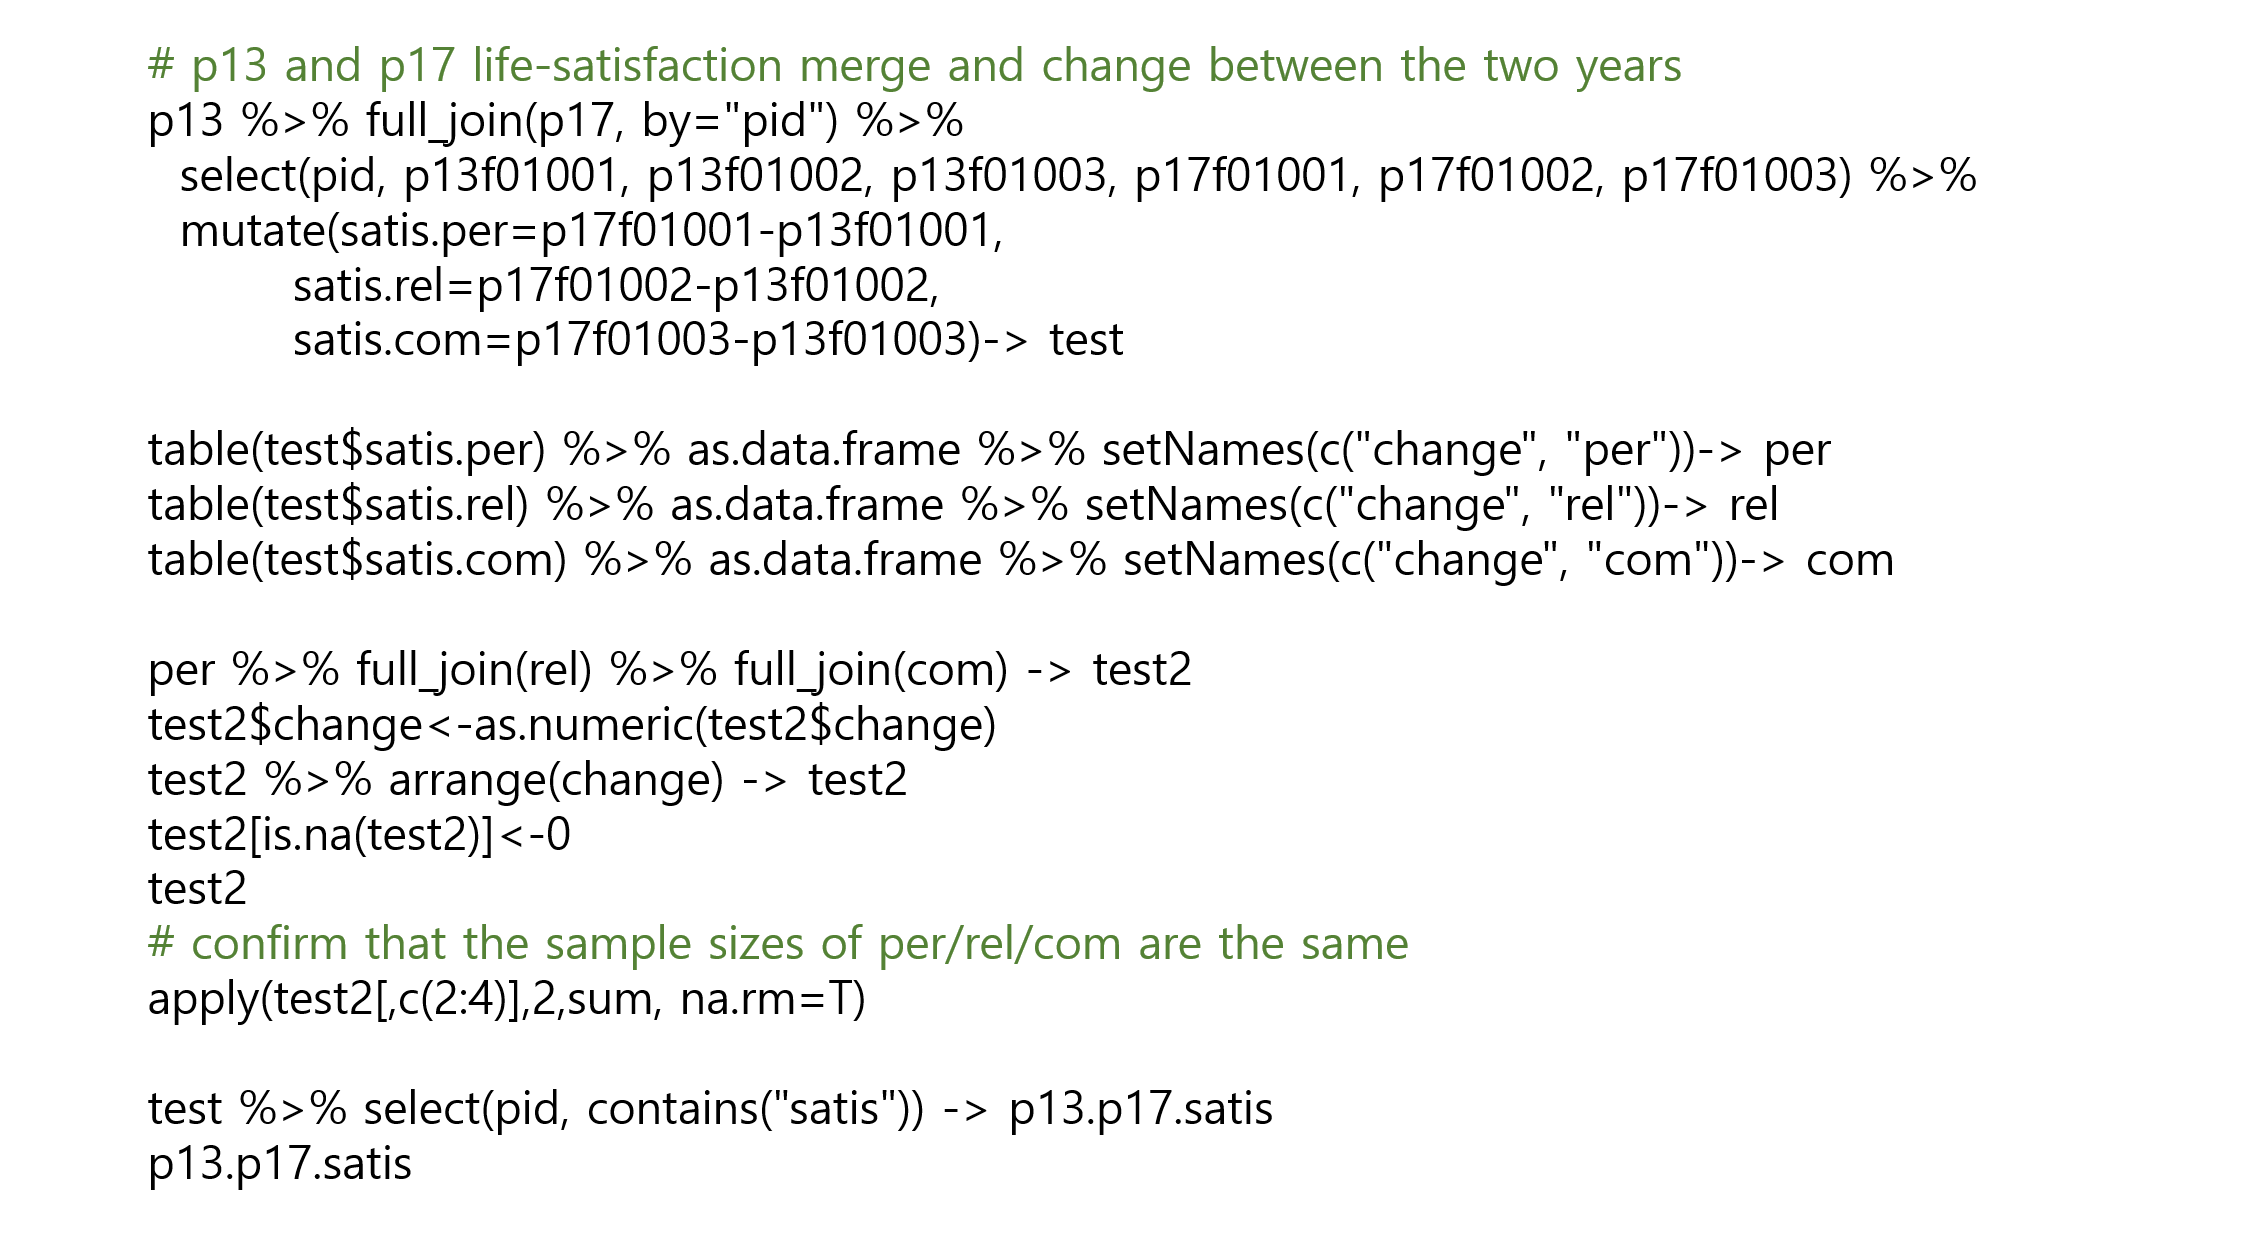 # p13 and p17 life-satisfaction merge and change between the two years
p13 %>% full_join(p17, by="pid") %>%
select(pid, p13f01001, p13f01002, p13f01003, p17f01001, p17f01002, p17f01003) %>%
mutate(satis.per=p17f01001-p13f01001,
satis.rel=p17f01002-p13f01002,
satis.com=p17f01003-p13f01003)-> test
table(test$satis.per) %>% as.data.frame %>% setNames(c("change", "per"))-> per
table(test$satis.rel) %>% as.data.frame %>% setNames(c("change", "rel"))-> rel
table(test$satis.com) %>% as.data.frame %>% setNames(c("change", "com"))-> com
per %>% full_join(rel) %>% full_join(com) -> test2
test2$change<-as.numeric(test2$change)
test2 %>% arrange(change) -> test2
test2[is.na(test2)]<-0
test2
# confirm that the sample sizes of per/rel/com are the same
apply(test2[,c(2:4)],2,sum, na.rm=T)
test %>% select(pid, contains("satis")) -> p13.p17.satis
p13.p17.satis